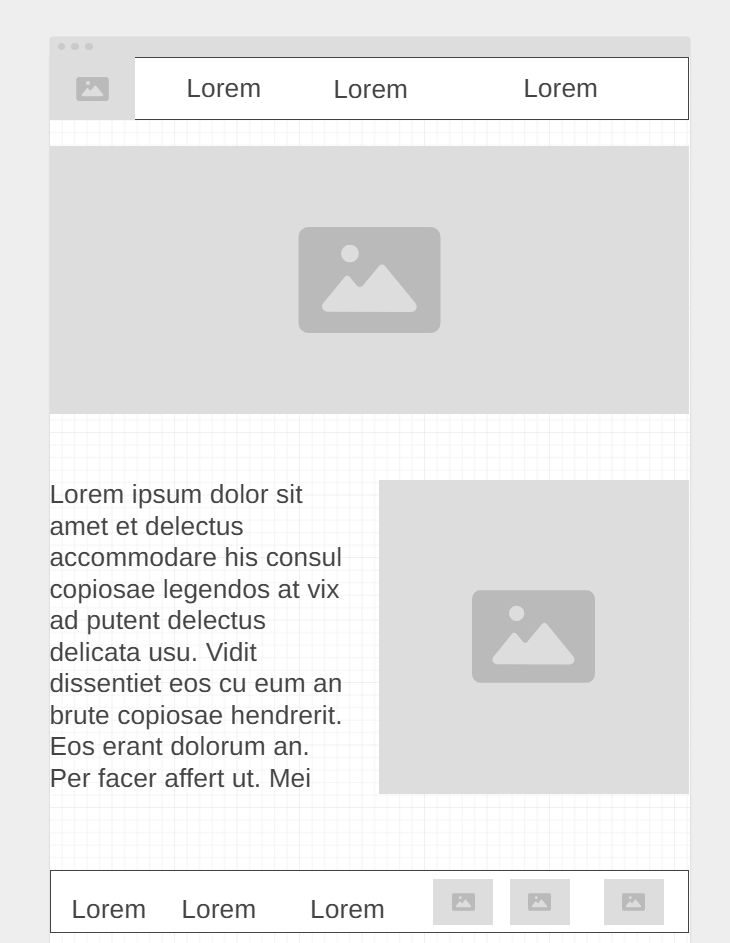 Lorem Lorem Lorem
Lorem ipsum dolor sit
amet et delectus
accommodare his consul
copiosae legendos at vix
ad putent delectus
delicata usu. Vidit
dissentiet eos cu eum an
brute copiosae hendrerit.
Eos erant dolorum an.
Per facer affert ut. Mei
Lorem Lorem Lorem